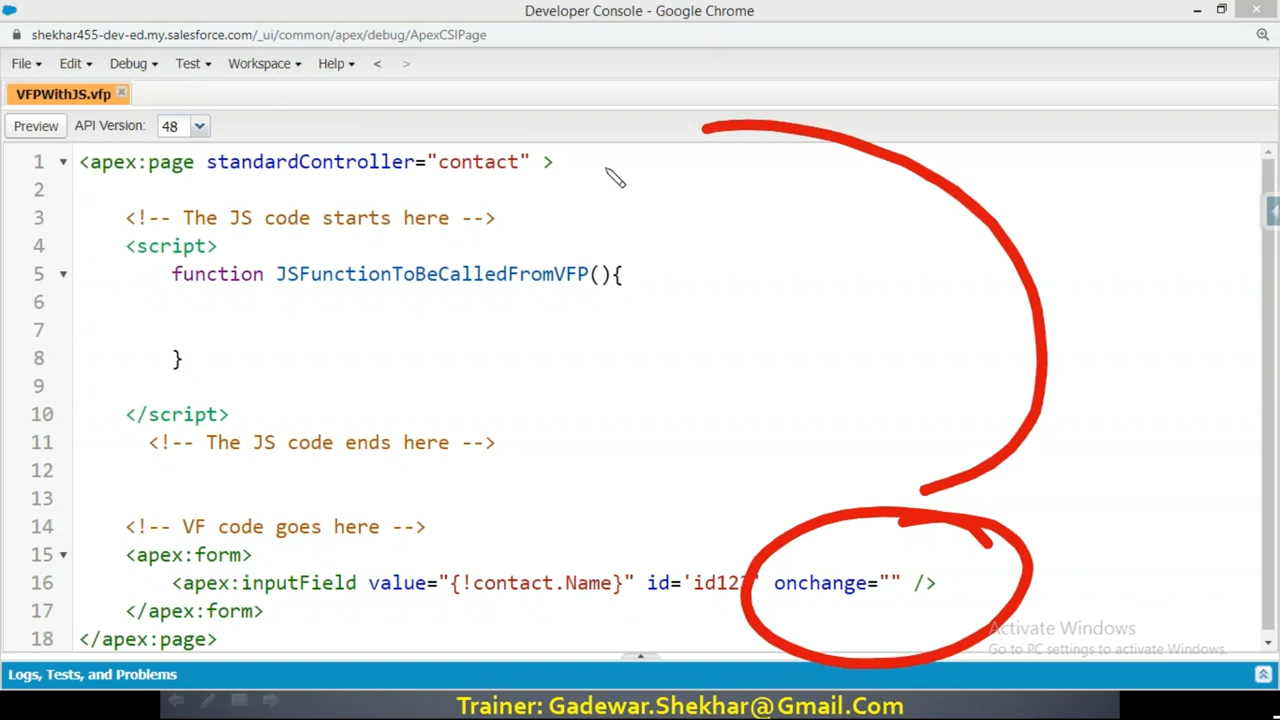 Developer Console - Google Chrome
shekhar455-dev-ed.my.salesforce.com/_ui/common/apex/debug/ApexCSIPage
File Edit Debug Test Workspace Help < >
VFPWithJS.vfp
Preview API Version: 48
1 <apex:page standardController="contact" >
2
3 <!-- The JS code starts here -->
4 <script>
5 function JSFunctionToBeCalledFromVFP(){
6
7
8 }
9
10 </script>
11 <!-- The JS code ends here -->
12
13
14 <!-- VF code goes here -->
15 <apex:form>
16 <apex:inputField value="{!contact.Name}" id='id123' onchange="" />
17 </apex:form>
18 </apex:page>
Activate Windows
Go to PC settings to activate Windows.
Logs, Tests, and Problems
Trainer: Gadewar.Shekhar@Gmail.Com